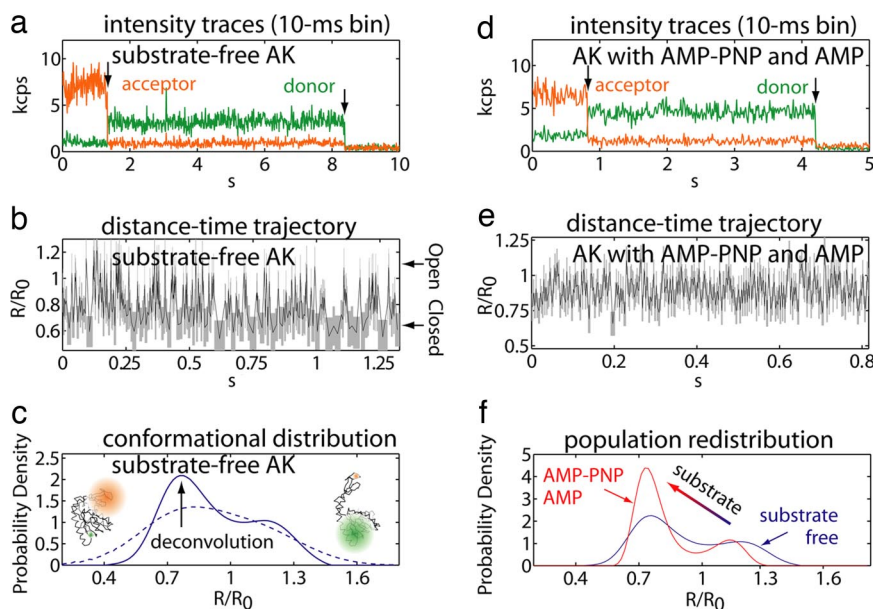 a
intensity traces (10-ms bin)
substrate-free AK
acceptor
donor
kcps
10
5
0
0 2 4 6 8 10
s
b
distance-time trajectory
substrate-free AK
R/R0
1.2
1.0
0.8
0.6
Open
Closed
0 0.25 0.5 0.75 1 1.25
s
c
conformational distribution
substrate-free AK
Probability Density
2.5
2
1.5
1
0.5
0
deconvolution
0.4 0.7 1 1.3 1.6
R/R0
d
intensity traces (10-ms bin)
AK with AMP-PNP and AMP
acceptor
donor
kcps
10
5
0
0 1 2 3 4 5
s
e
distance-time trajectory
AK with AMP-PNP and AMP
R/R0
1.25
1
0.75
0.5
0 0.2 0.4 0.6 0.8
s
f
population redistribution
Probability Density
5
4
3
2
1
0
AMP-PNP
AMP
substrate
substrate
free
0.4 0.7 1 1.3 1.6
R/R0